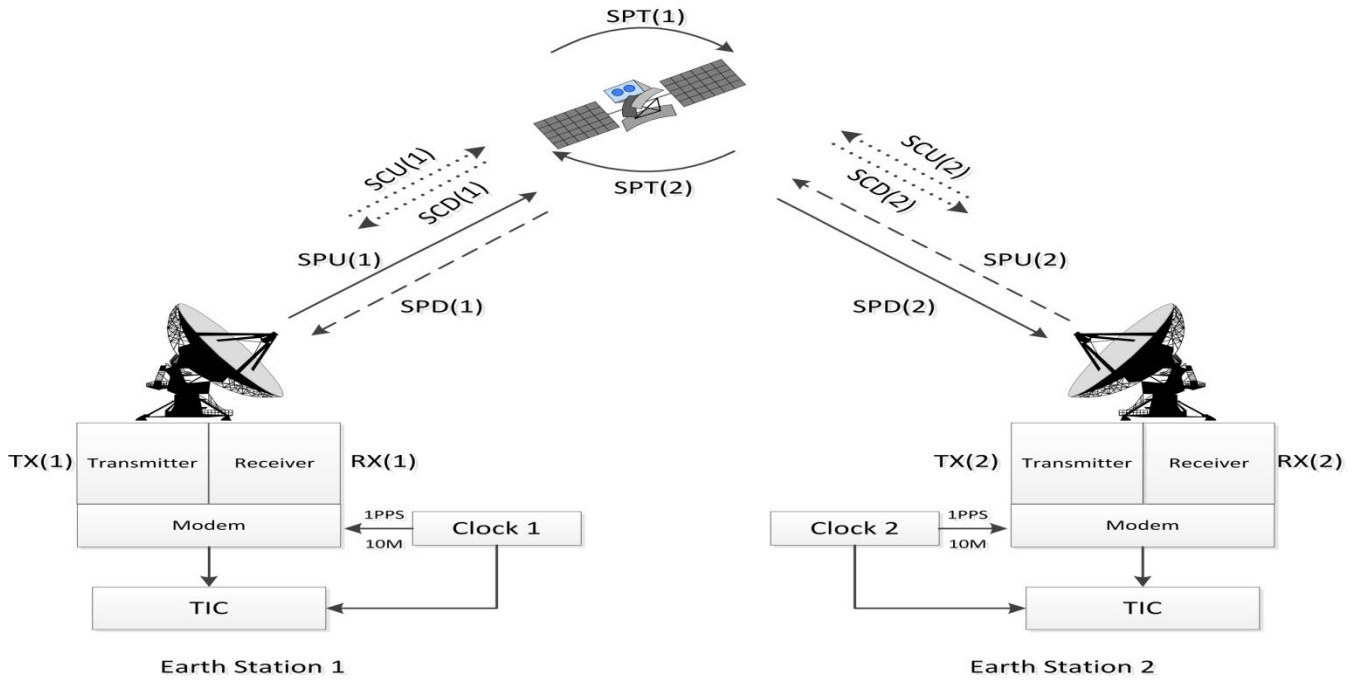 SPT(1)
SPT(2)
SCU(1)
SCD(1)
SCU(2)
SCD(2)
SPU(1)
SPD(1)
SPU(2)
SPD(2)
TX(1)
Transmitter
Receiver
RX(1)
Modem
1PPS
10M
Clock 1
TIC
Earth Station 1
TX(2)
Transmitter
Receiver
RX(2)
Clock 2
1PPS
10M
Modem
TIC
Earth Station 2